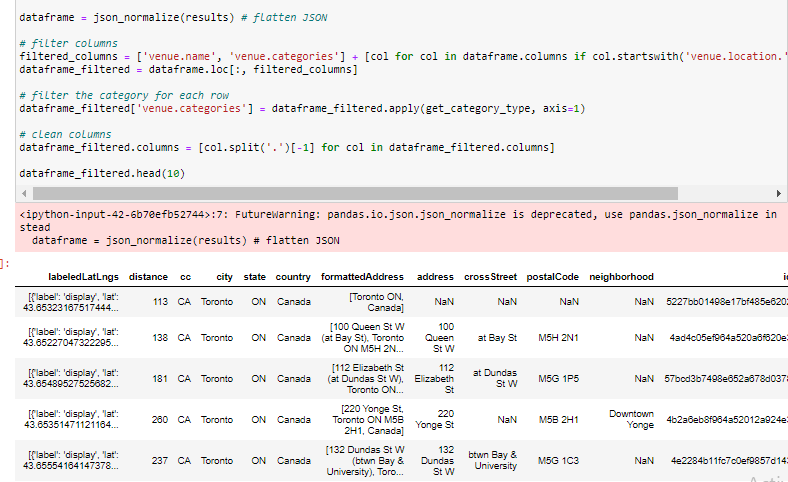 dataframe = json_normalize(results) # flatten JSON
# filter columns
filtered_columns = ['venue.name', 'venue.categories'] + [col for col in dataframe.columns if col.startswith('venue.location.'
dataframe_filtered = dataframe.loc[:, filtered_columns]
# filter the category for each row
dataframe_filtered['venue.categories'] = dataframe_filtered.apply(get_category_type, axis=1)
# clean columns
dataframe_filtered.columns = [col.split('.')[-1] for col in dataframe_filtered.columns]
dataframe_filtered.head(10)
<ipython-input-42-6b70efb52744>:7: FutureWarning: pandas.io.json.json_normalize is deprecated, use pandas.json_normalize in
stead
dataframe = json_normalize(results) # flatten JSON
]:
labeledLatLngs distance cc city state country formattedAddress address crossStreet postalCode neighborhood
[{'label': 'display', 'lat': [Toronto ON,
43.65323167517444... 113 CA Toronto ON Canada Canada] NaN NaN NaN NaN 5227bb01498e17bf485e620
[100 Queen St W 100
[{'label': 'display', 'lat': 138 CA Toronto ON Canada (at Bay St), Toronto Queen at Bay St M5H 2N1 NaN 4ad4c05ef964a520a6f620e
43.65227047322295... ON M5H 2N... St W
[112 Elizabeth St 112
[{'label': 'display', 'lat': 181 CA Toronto ON Canada (at Dundas St W), Elizabeth at Dundas M5G 1P5 NaN 57bcd3b7498e652a678d037
43.65489527525682... Toronto ON... St St W
[220 Yonge St,
[{'label': 'display', 'lat': 260 CA Toronto ON Canada Toronto ON M5B 220 NaN M5B 2H1 Downtown 4b2a6eb8f964a52012a924e
43.65351471121164... 2H1, Canada] Yonge St Yonge
[132 Dundas St W 132
[{'label': 'display', 'lat': 237 CA Toronto ON Canada (btwn Bay & Dundas btwn Bay & M5G 1C3 NaN 4e2284b11fc7c0ef9857d14
43.65554164147378... University), Toro... St W University